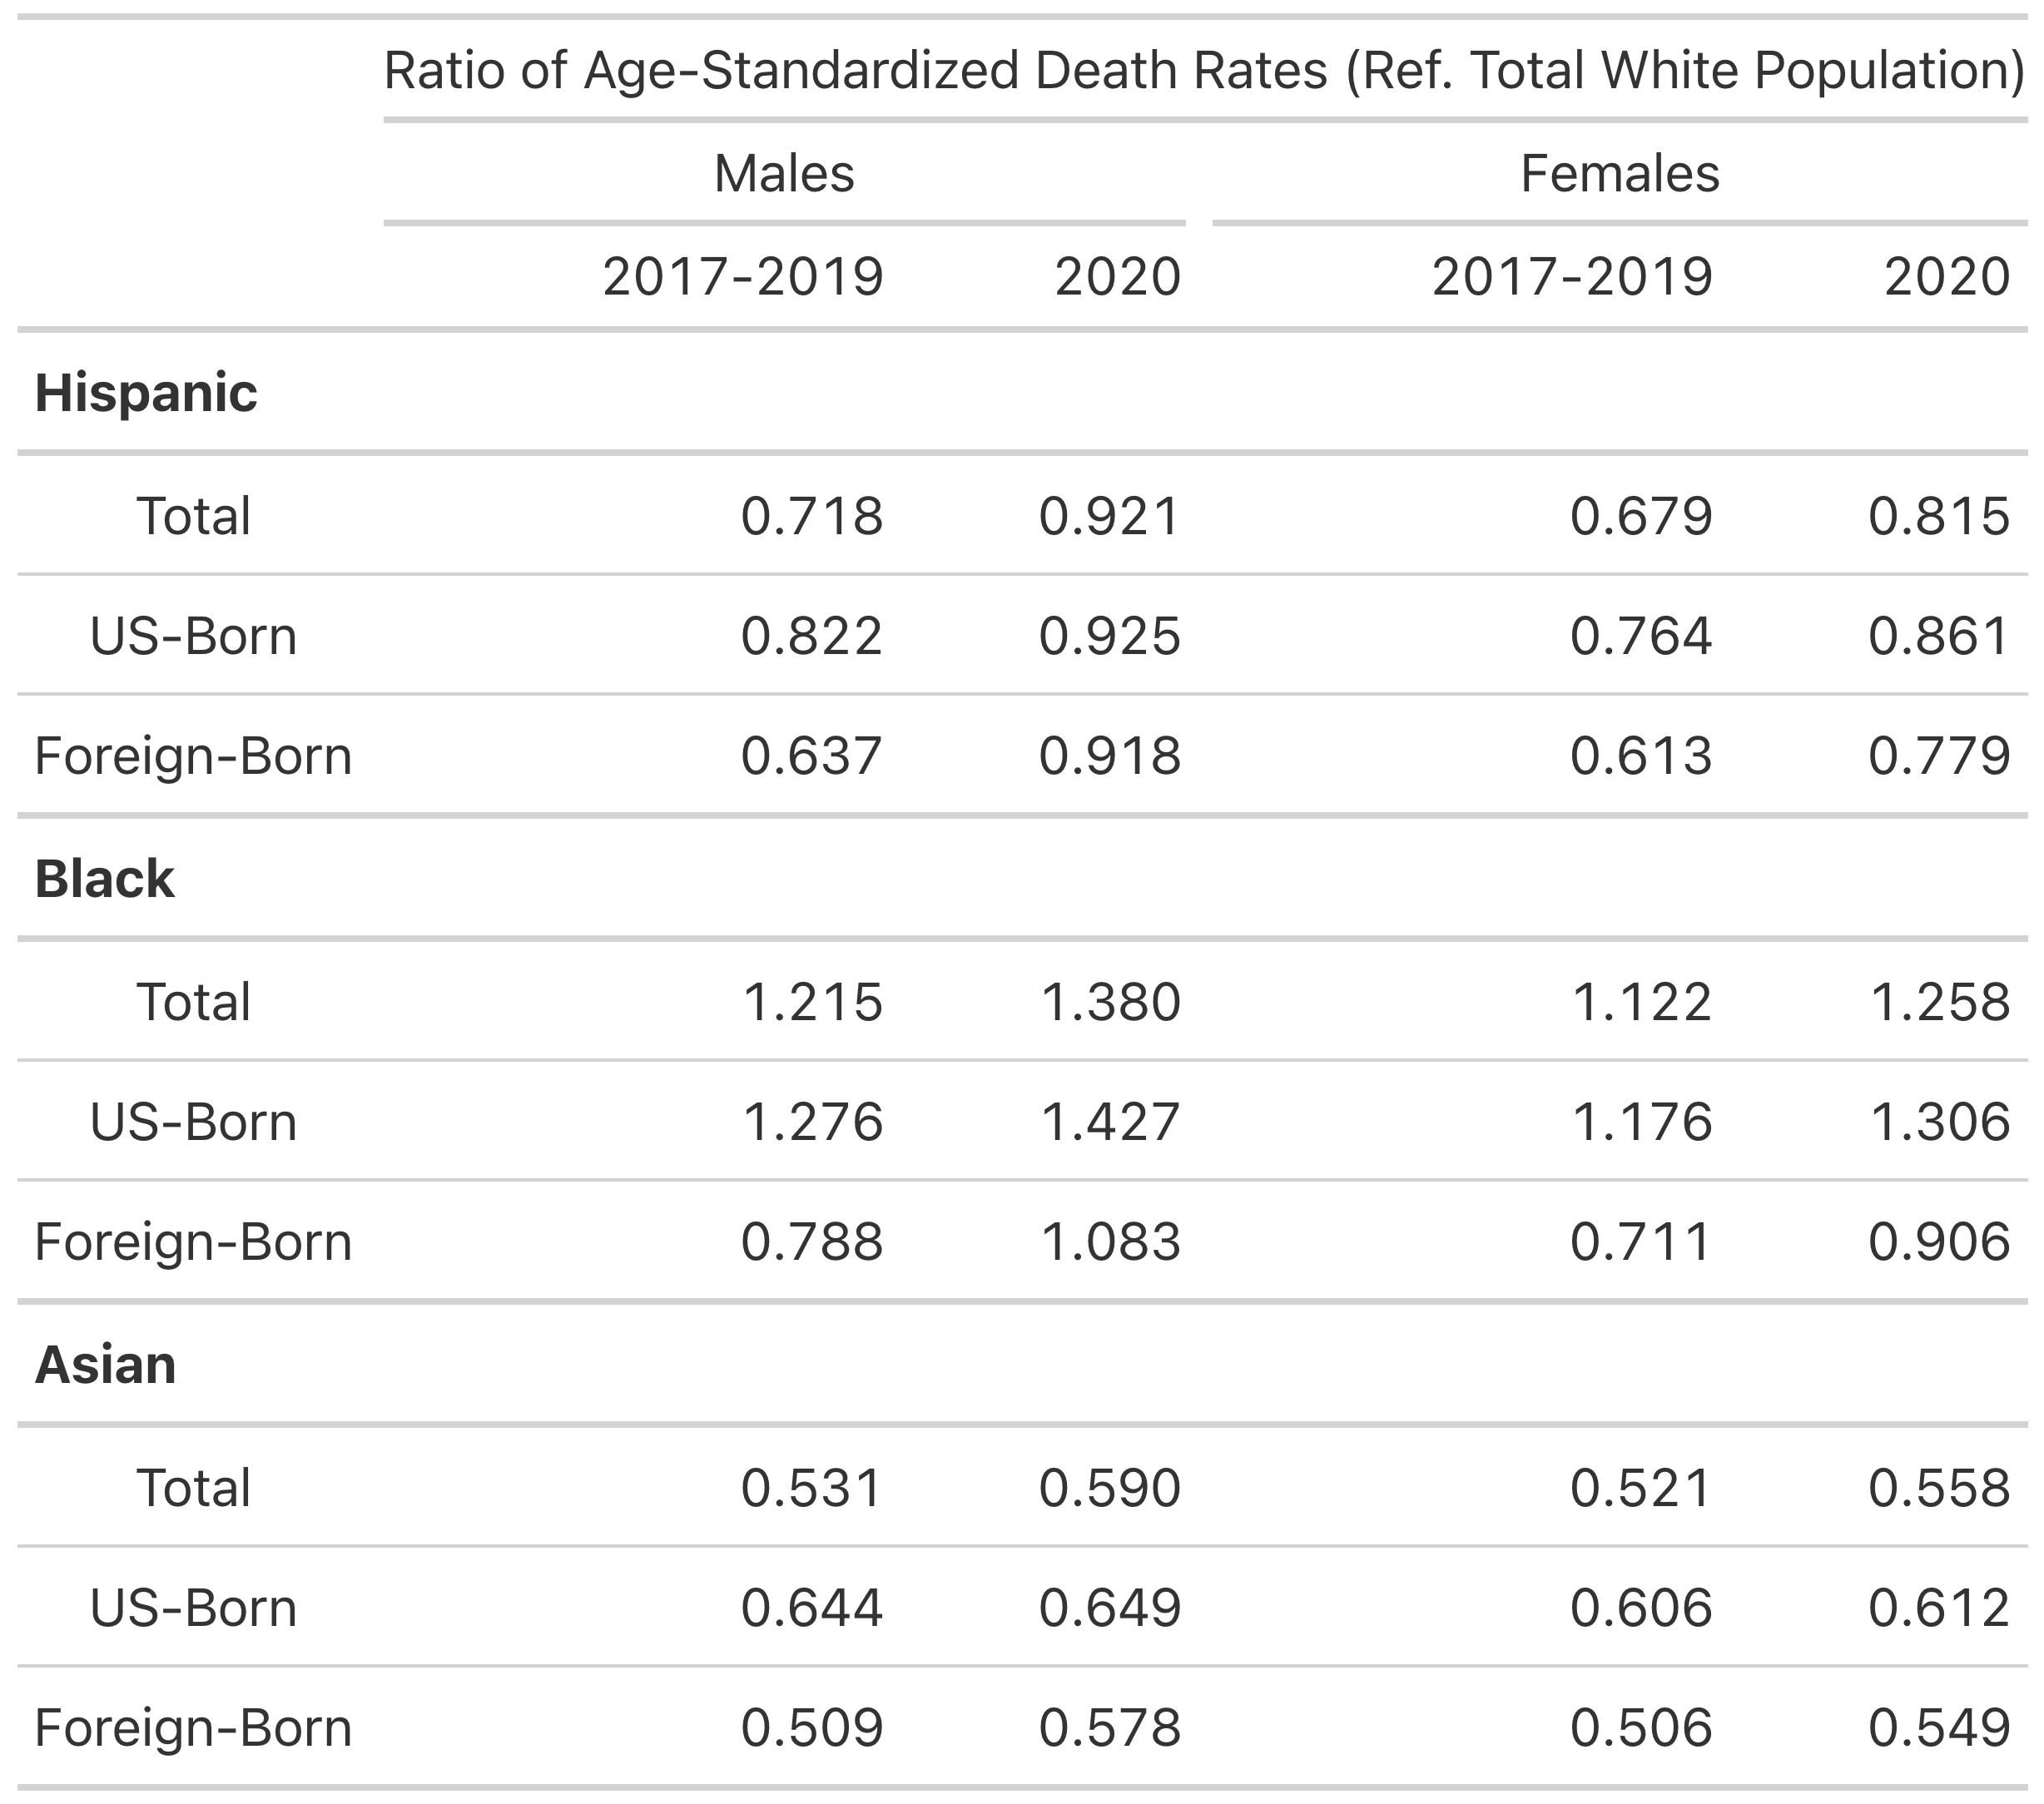 Ratio of Age-Standardized Death Rates (Ref. Total White Population)
Males Females
2017-2019 2020 2017-2019 2020
Hispanic
Total 0.718 0.921 0.679 0.815
US-Born 0.822 0.925 0.764 0.861
Foreign-Born 0.637 0.918 0.613 0.779
Black
Total 1.215 1.380 1.122 1.258
US-Born 1.276 1.427 1.176 1.306
Foreign-Born 0.788 1.083 0.711 0.906
Asian
Total 0.531 0.590 0.521 0.558
US-Born 0.644 0.649 0.606 0.612
Foreign-Born 0.509 0.578 0.506 0.549